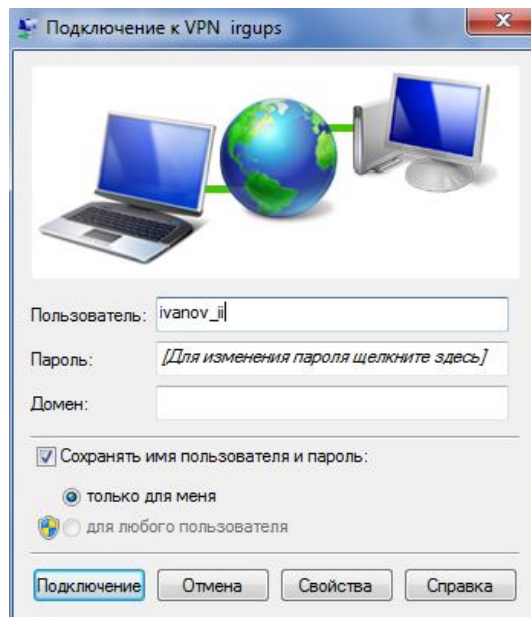 Подключение к VPN irgups
Пользователь: ivanov_ii
Пароль: [Для изменения пароля щелкните здесь]
Домен:
Сохранять имя пользователя и пароль:
только для меня
для любого пользователя
Подключение Отмена Свойства Справка